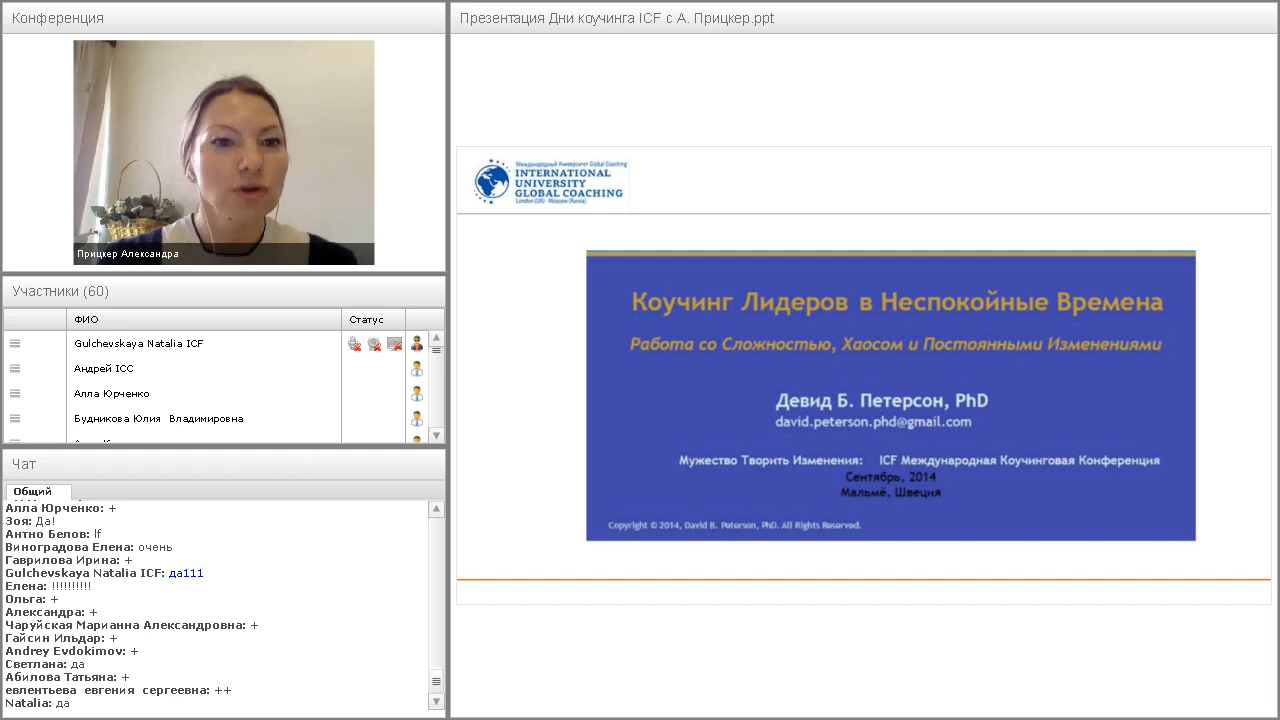 Конференция
Прицкер Александра
Участники (60)
ФИО
Статус
Gulchevskaya Natalia ICF
Андрей ICC
Алла Юрченко
Будникова Юлия Владимировна
Чат
Общий
Алла Юрченко: +
Зоя: Да!
Антно Белов: lf
Виноградова Елена: очень
Гаврилова Ирина: +
Gulchevskaya Natalia ICF: да111
Елена: !!!!!!!!!!
Ольга: +
Александра: +
Чаруйская Марианна Александровна: +
Гайсин Ильдар: +
Andrey Evdokimov: +
Светлана: да
Абилова Татьяна: +
евлентьева евгения сергеевна: ++
Natalia: да
Презентация Дни коучинга ICF с А. Прицкер.ppt
Международный Университет Global Coaching
INTERNATIONAL
UNIVERSITY
GLOBAL COACHING
London (UK) - Moscow (Russia)
Коучинг Лидеров в Неспокойные Времена
Работа со Сложностью, Хаосом и Постоянными Изменениями
Девид Б. Петерсон, PhD
david.peterson.phd@gmail.com
Мужество Творить Изменения: ICF Международная Коучинговая Конференция
Сентябрь, 2014
Мальмё, Швеция
Copyright © 2014, David B. Peterson, PhD. All Rights Reserved.